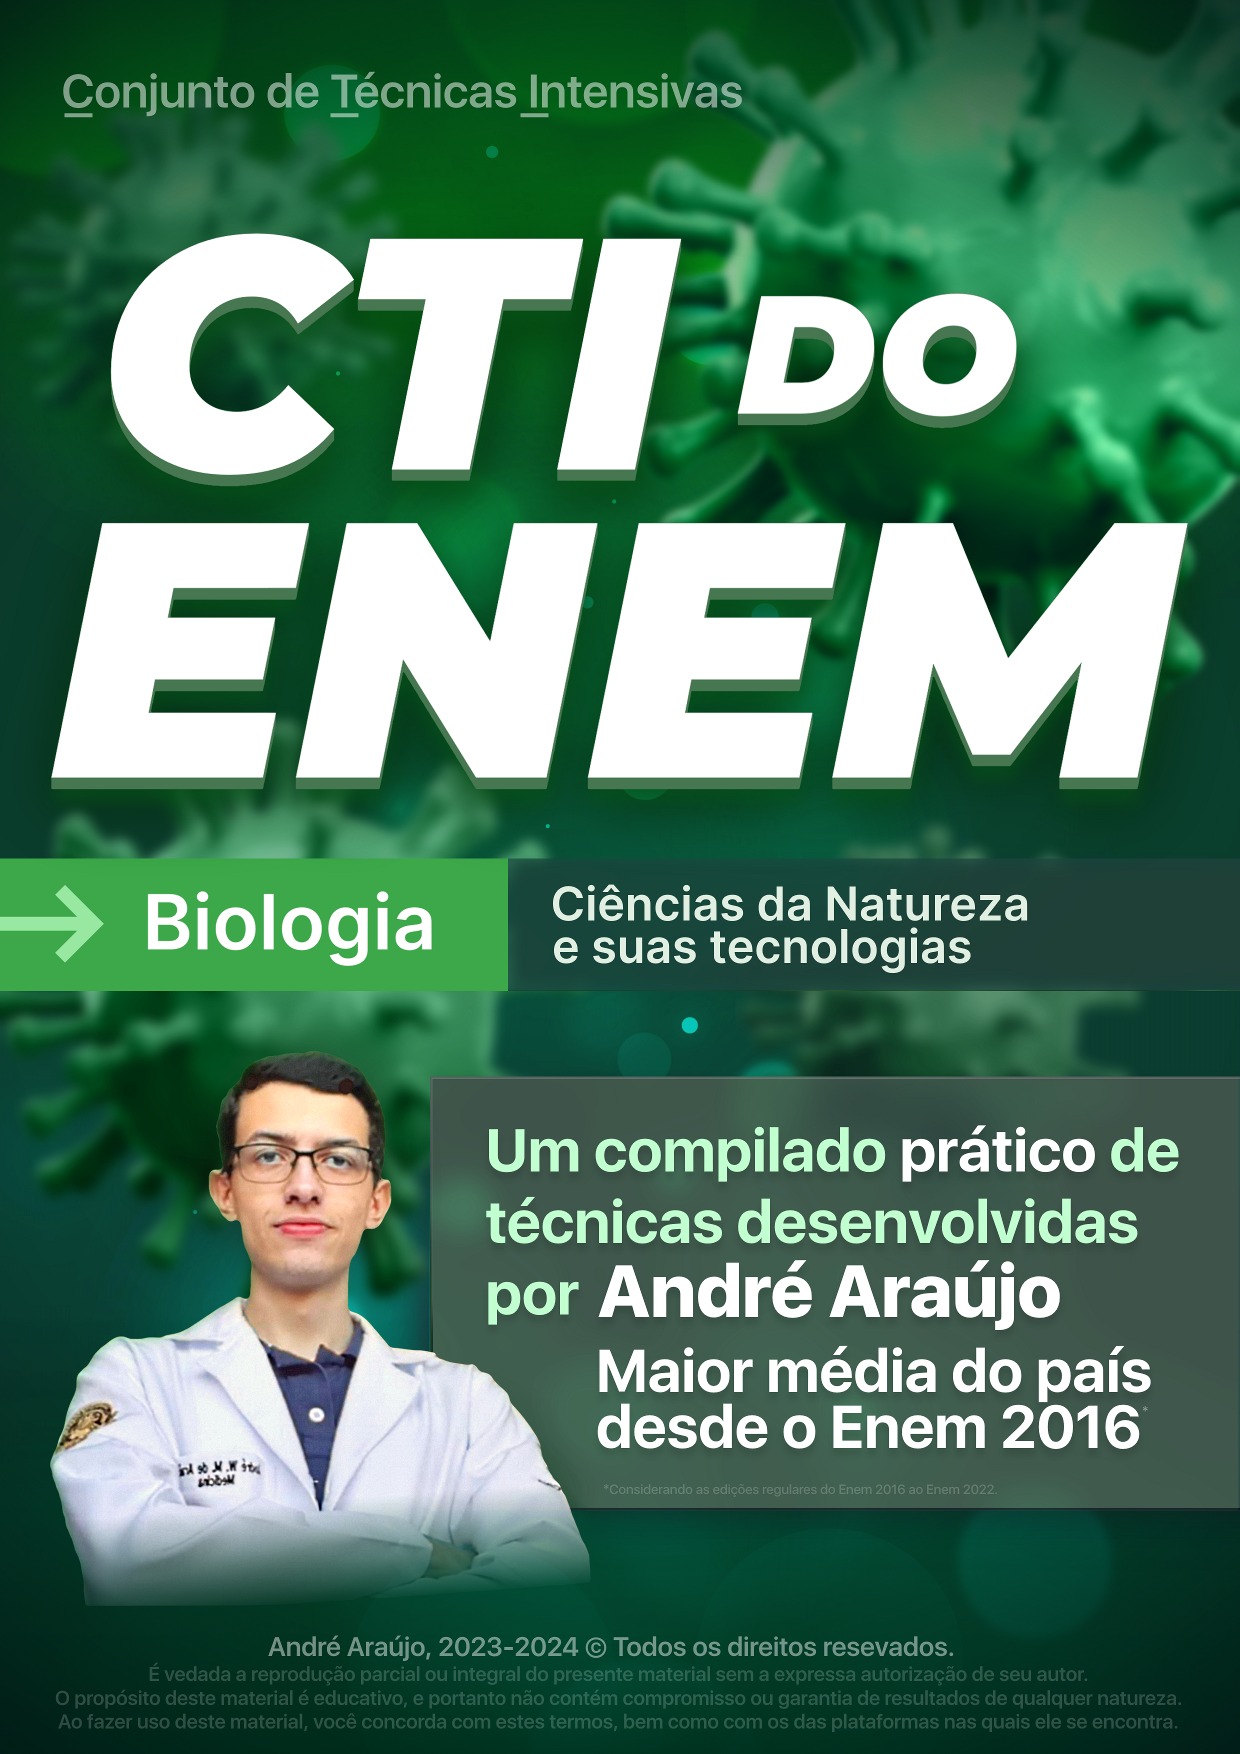 Conjunto de Técnicas Intensivas
CTI DO
ENEM
Biologia
Ciências da Natureza
e suas tecnologias
Um compilado prático de
técnicas desenvolvidas
por André Araújo
Maior média do país
desde o Enem 2016*
*Considerando as edições regulares do Enem 2016 ao Enem 2022.
André Araújo, 2023-2024 © Todos os direitos resevados.
É vedada a reprodução parcial ou integral do presente material sem a expressa autorização de seu autor.
O propósito deste material é educativo, e portanto não contém compromisso ou garantia de resultados de qualquer natureza.
Ao fazer uso deste material, você concorda com estes termos, bem como com os das plataformas nas quais ele se encontra.